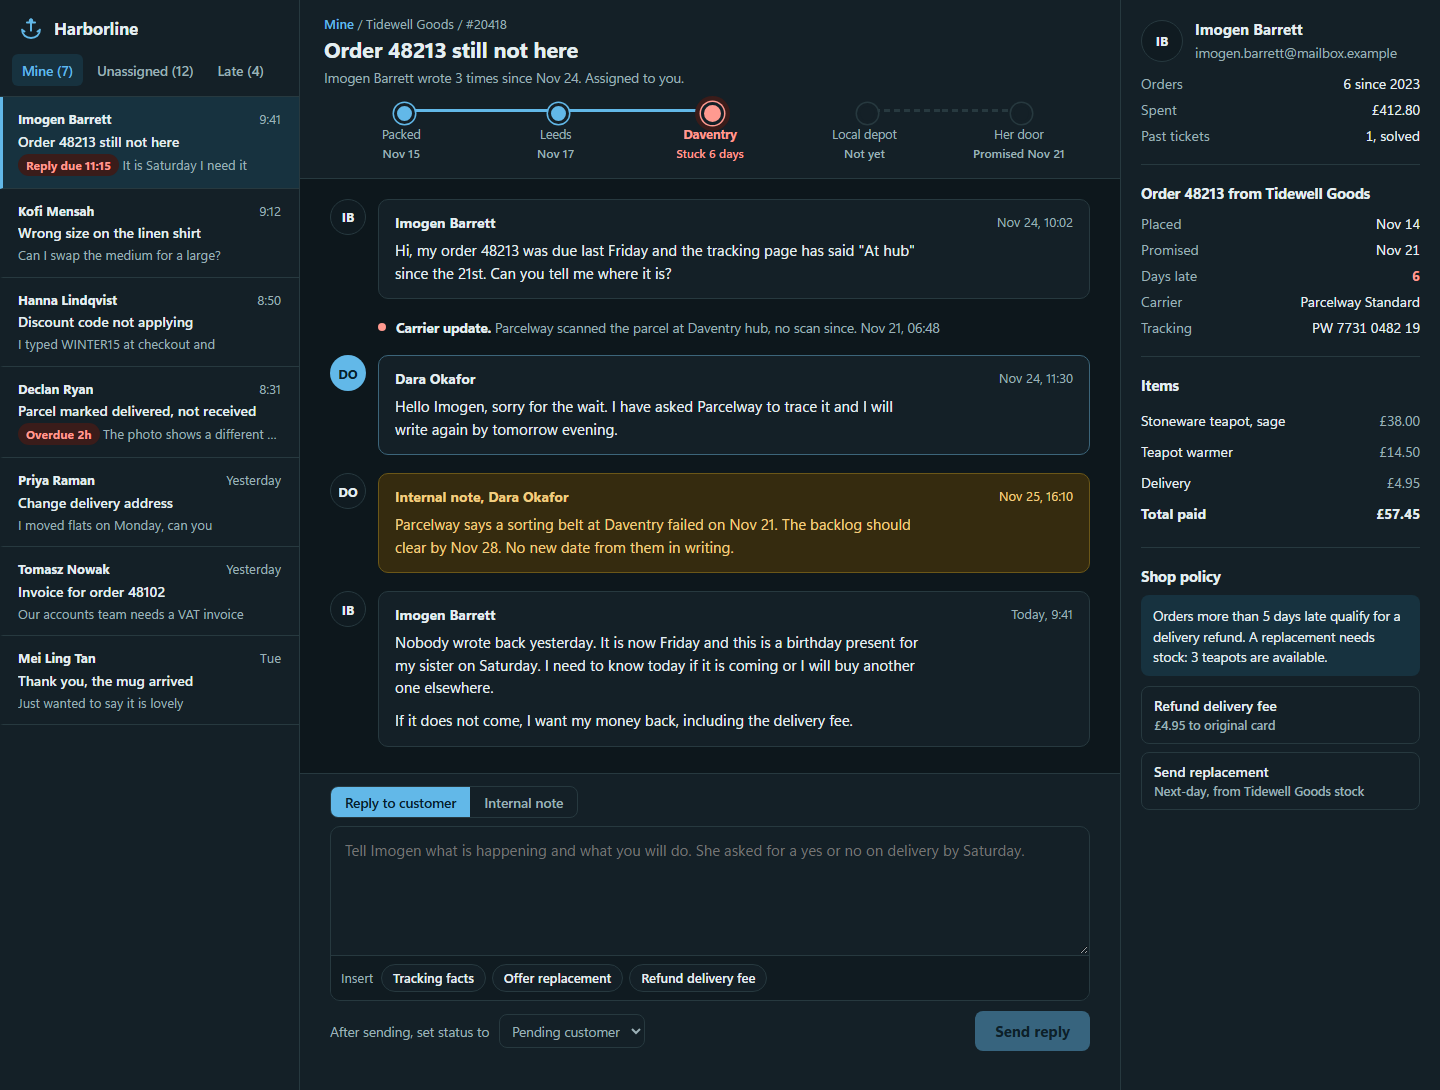 Harborline
Mine (7) Unassigned (12) Late (4)
Imogen Barrett 9:41
Order 48213 still not here
Reply due 11:15 It is Saturday I need it
Kofi Mensah 9:12
Wrong size on the linen shirt
Can I swap the medium for a large?
Hanna Lindqvist 8:50
Discount code not applying
I typed WINTER15 at checkout and
Declan Ryan 8:31
Parcel marked delivered, not received
Overdue 2h The photo shows a different ...
Priya Raman Yesterday
Change delivery address
I moved flats on Monday, can you
Tomasz Nowak Yesterday
Invoice for order 48102
Our accounts team needs a VAT invoice
Mei Ling Tan Tue
Thank you, the mug arrived
Just wanted to say it is lovely
Mine / Tidewell Goods / #20418
Order 48213 still not here
Imogen Barrett wrote 3 times since Nov 24. Assigned to you.
Packed Leeds Daventry Local depot Her door
Nov 15 Nov 17 Stuck 6 days Not yet Promised Nov 21
IB
Imogen Barrett Nov 24, 10:02
Hi, my order 48213 was due last Friday and the tracking page has said "At hub"
since the 21st. Can you tell me where it is?
Carrier update. Parcelway scanned the parcel at Daventry hub, no scan since. Nov 21, 06:48
DO
Dara Okafor Nov 24, 11:30
Hello Imogen, sorry for the wait. I have asked Parcelway to trace it and I will
write again by tomorrow evening.
DO
Internal note, Dara Okafor Nov 25, 16:10
Parcelway says a sorting belt at Daventry failed on Nov 21. The backlog should
clear by Nov 28. No new date from them in writing.
IB
Imogen Barrett Today, 9:41
Nobody wrote back yesterday. It is now Friday and this is a birthday present for
my sister on Saturday. I need to know today if it is coming or I will buy another
one elsewhere.
If it does not come, I want my money back, including the delivery fee.
Reply to customer Internal note
Tell Imogen what is happening and what you will do. She asked for a yes or no on delivery by Saturday.
Insert Tracking facts Offer replacement Refund delivery fee
After sending, set status to Pending customer Send reply
IB
Imogen Barrett
imogen.barrett@mailbox.example
Orders 6 since 2023
Spent £412.80
Past tickets 1, solved
Order 48213 from Tidewell Goods
Placed Nov 14
Promised Nov 21
Days late 6
Carrier Parcelway Standard
Tracking PW 7731 0482 19
Items
Stoneware teapot, sage £38.00
Teapot warmer £14.50
Delivery £4.95
Total paid £57.45
Shop policy
Orders more than 5 days late qualify for a
delivery refund. A replacement needs
stock: 3 teapots are available.
Refund delivery fee
£4.95 to original card
Send replacement
Next-day, from Tidewell Goods stock